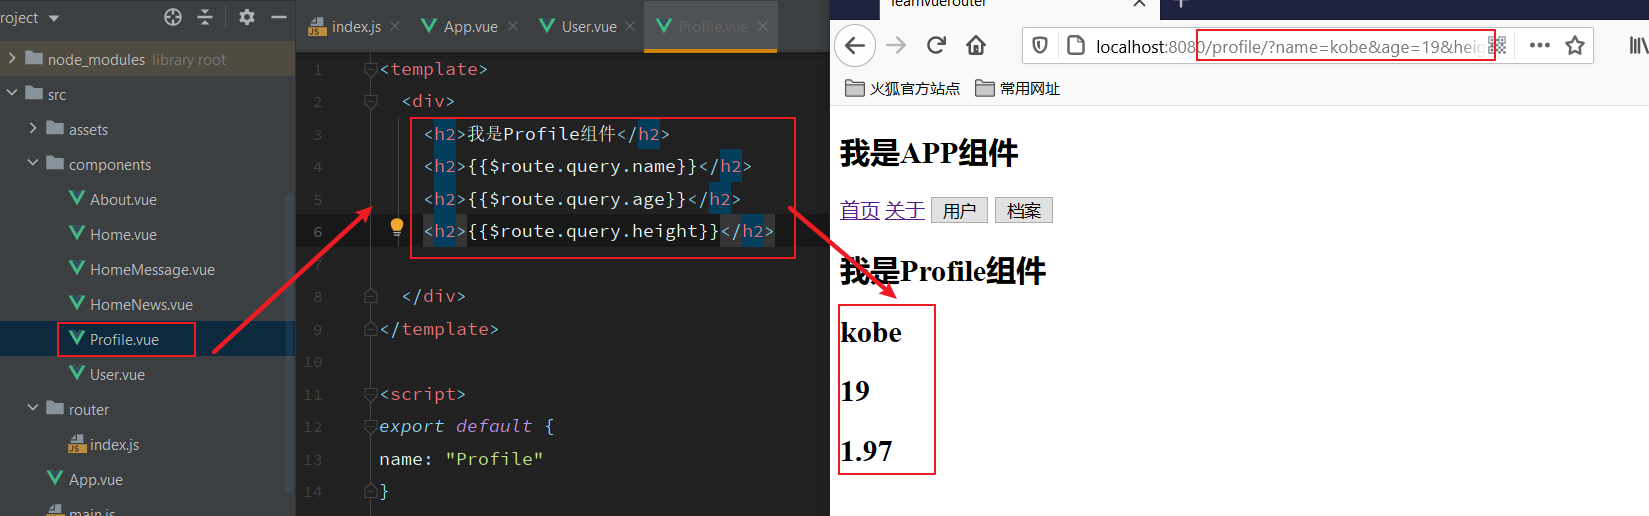 roject
node_modules library root
src
assets
components
About.vue
Home.vue
HomeMessage.vue
HomeNews.vue
Profile.vue
User.vue
router
index.js
App.vue
main.js
index.js
App.vue
User.vue
Profile.vue
1 <template>
2 <div>
3 <h2>我是Profile组件</h2>
4 <h2>{{$route.query.name}}</h2>
5 <h2>{{$route.query.age}}</h2>
6 <h2>{{$route.query.height}}</h2>
7
8 </div>
9 </template>
10
11 <script>
12 export default {
13 name: "Profile"
14 }
learnvuerouter
localhost:8080/profile/?name=kobe&age=19&heig
火狐官方站点 常用网址
我是APP组件
首页 关于 用户 档案
我是Profile组件
kobe
19
1.97